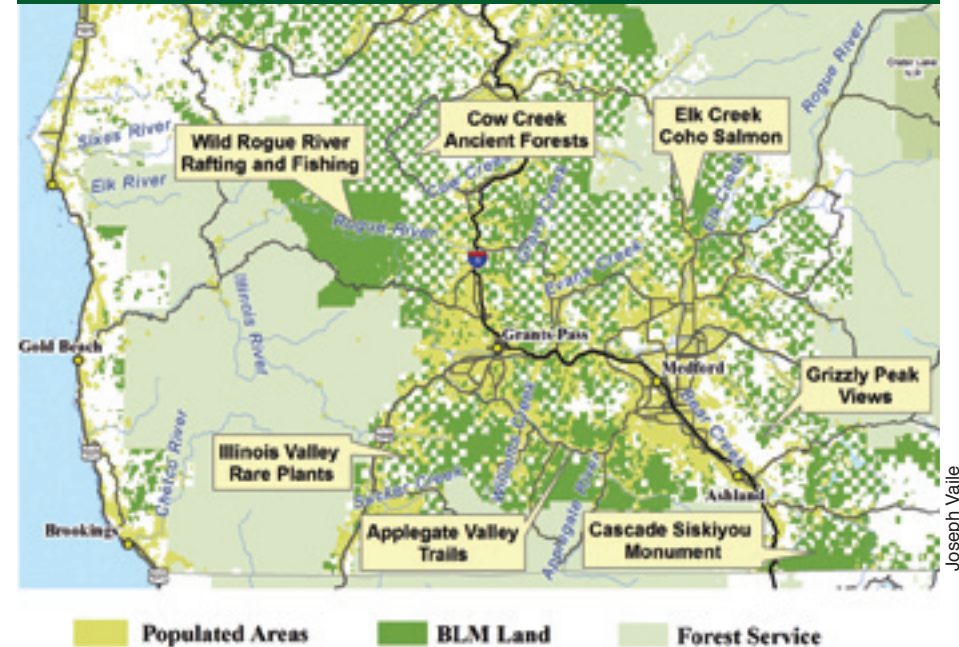 Crater Lake
N.P.
Rogue River
Sixes River
Elk River
Wild Rogue River
Rafting and Fishing
Cow Creek
Ancient Forests
Elk Creek
Coho Salmon
Cow Creek
Grave Creek
Elk Creek
Rogue River
Evans Creek
Illinois River
Gold Beach
Grants Pass
Medford
Grizzly Peak
Views
Bear Creek
Illinois Valley
Rare Plants
Chetco River
Sucker Creek
Williams Creek
Ashland
Applegate River
Brookings
Applegate Valley
Trails
Cascade Siskiyou
Monument
Joseph Vaile
Populated Areas
BLM Land
Forest Service